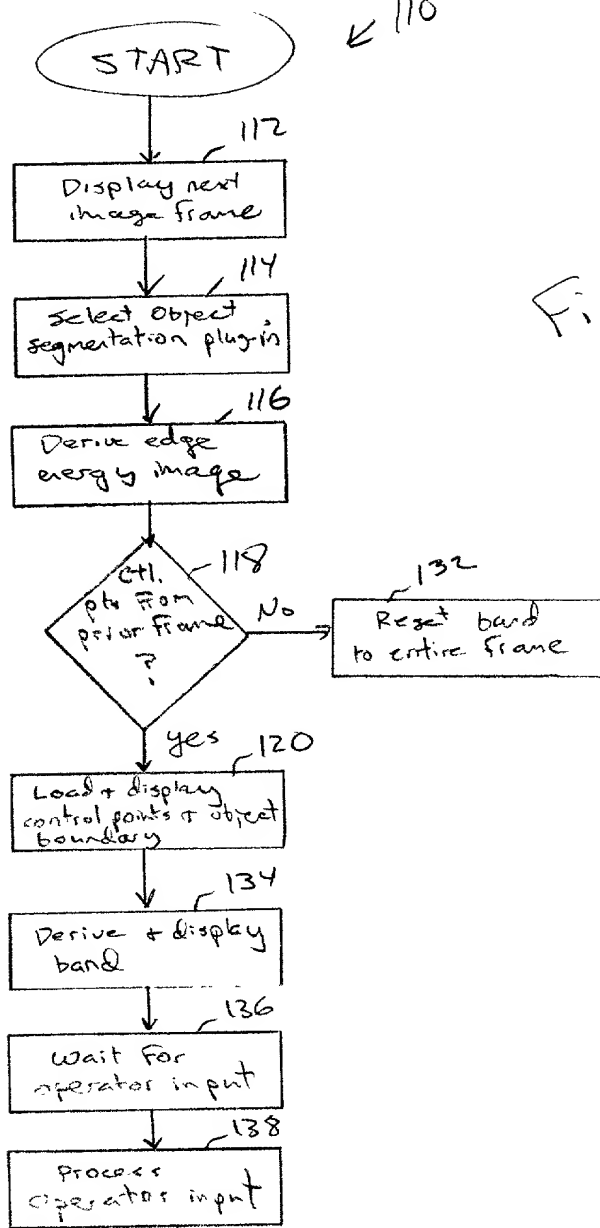 110
START
112
Display next
image frame
114
Select Object
segmentation plug-in
116
Derive edge
energy image
118
Ctl.
pts from
prior frame
?
No
132
Reset band
to entire frame
yes
120
Load + display
control points + object
boundary
134
Derive + display
band
136
Wait for
operator input
138
Process
operator input
Fi